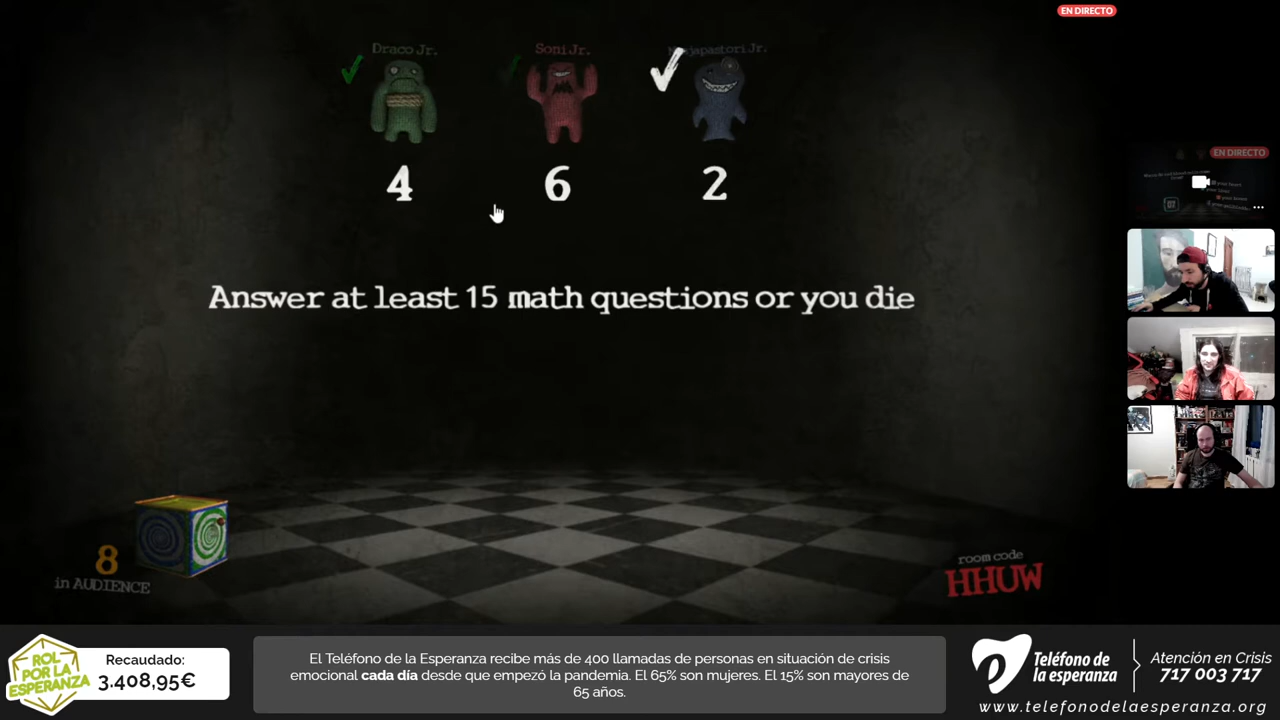 EN DIRECTO
Draco Jr.
Soni Jr.
4
6
2
EN DIRECTO
Answer at least 15 math questions or you die
8
in AUDIENCE
room code
HHUW
ROL
POR LA
ESPERANZA
Recaudado:
3.408,95€
El Teléfono de la Esperanza recibe más de 400 llamadas de personas en situación de crisis
emocional cada día desde que empezó la pandemia. El 65% son mujeres. El 15% son mayores de
65 años.
Teléfono de
la esperanza
Atención en Crisis
717 003 717
www.telefonodelaesperanza.org